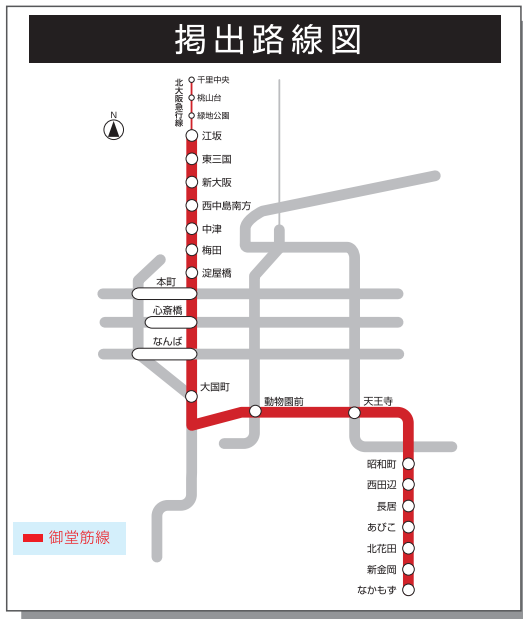 掲出路線図
北大阪急行線
千里中央
桃山台
緑地公園
N
江坂
東三国
新大阪
西中島南方
中津
梅田
淀屋橋
本町
心斎橋
なんば
大国町
動物園前
天王寺
昭和町
西田辺
長居
あびこ
北花田
新金岡
なかもず
御堂筋線